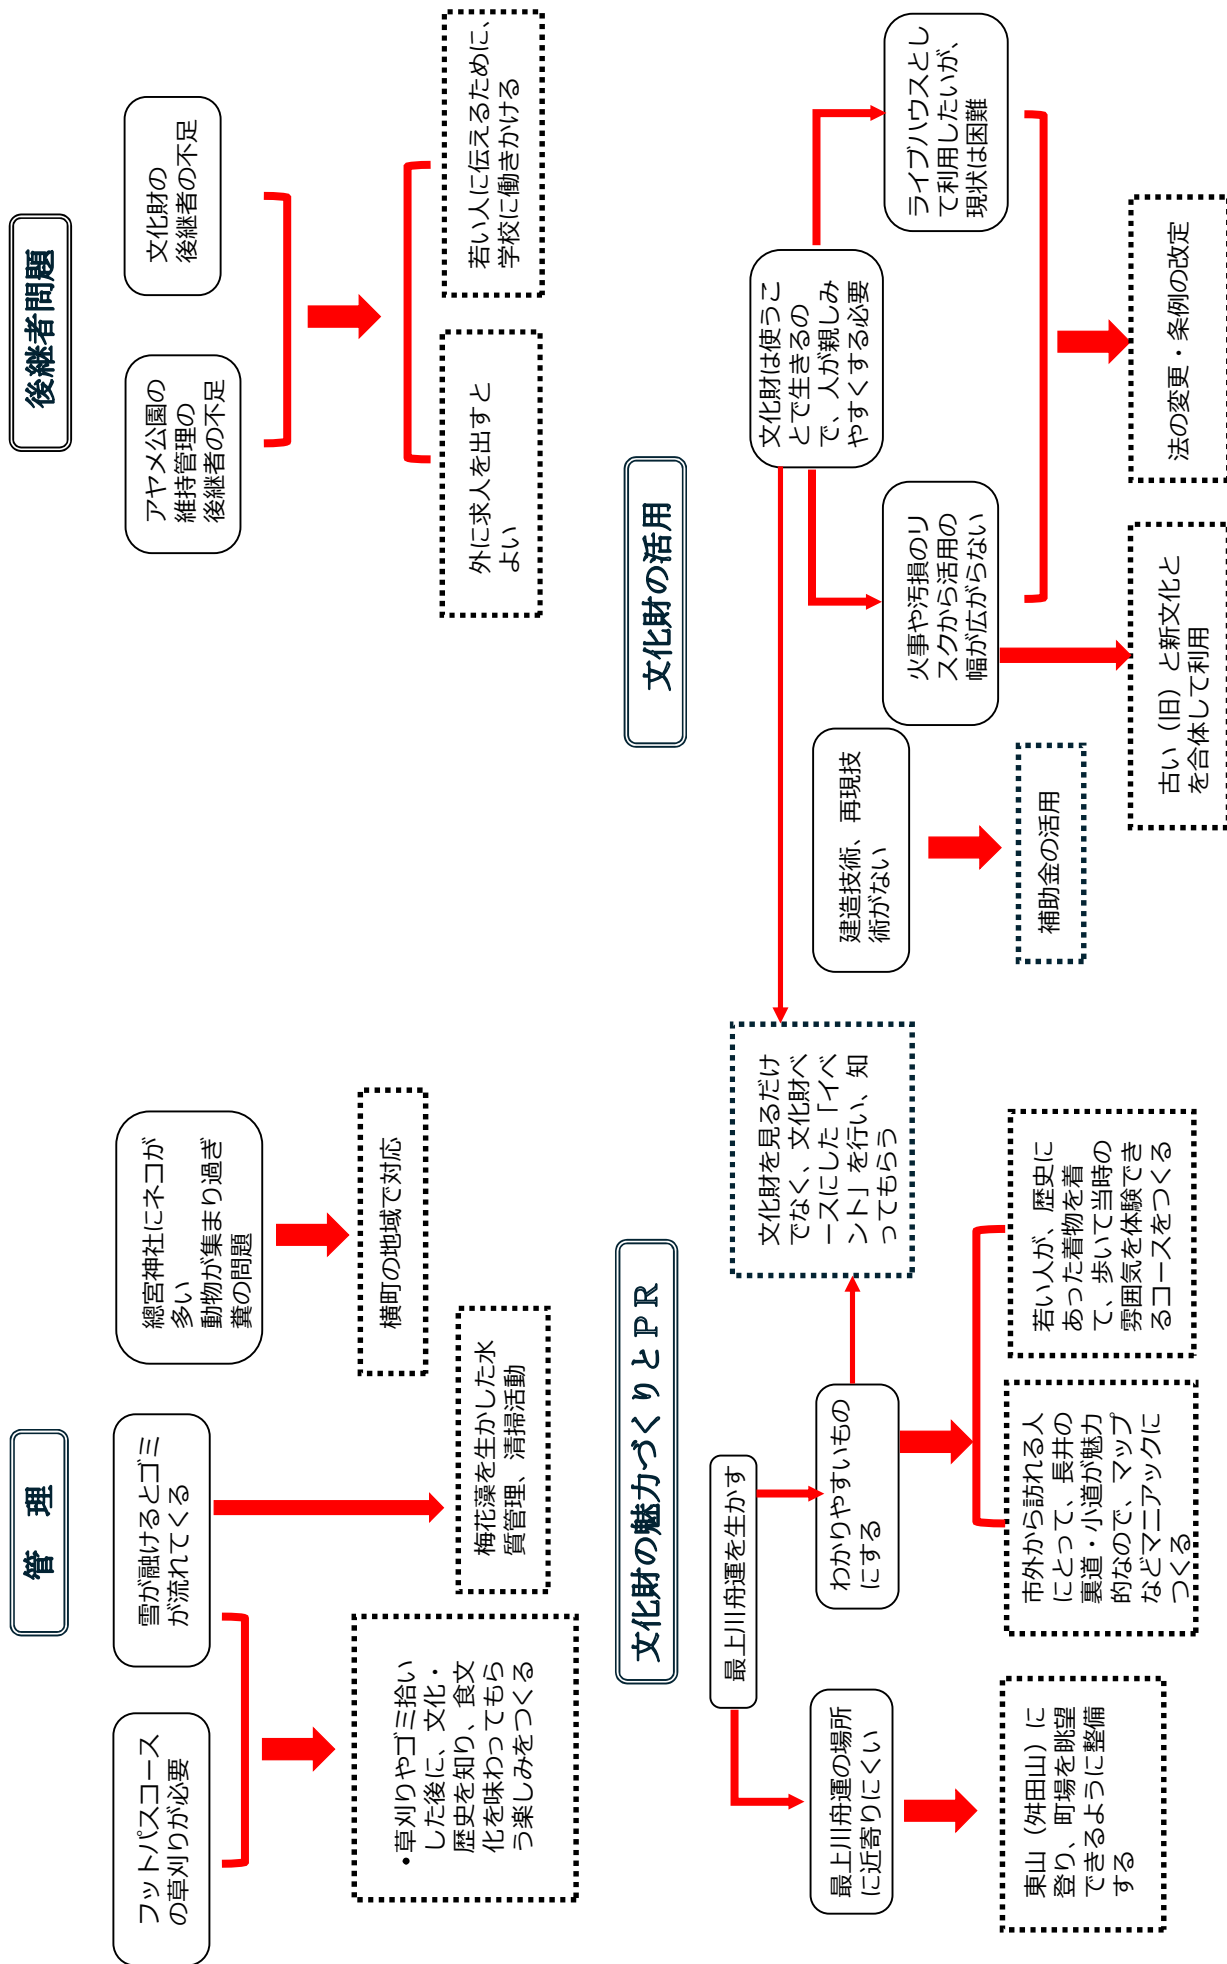 管　理
フットパスコース
の草刈りが必要
雪が融けるとゴミ
が流れてくる
總宮神社にネコが
多い
動物が集まり過ぎ
糞の問題
・草刈りやゴミ拾い
した後に、文化・
歴史を知り、食文
化を味わってもら
う楽しみをつくる
梅花藻を生かした水
質管理、清掃活動
横町の地域で対応
後継者問題
アヤメ公園の
維持管理の
後継者の不足
文化財の
後継者の不足
外に求人を出すと
よい
若い人に伝えるために、
学校に働きかける
文化財の魅力づくりとＰＲ
最上川舟運を生かす
最上川舟運の場所
に近寄りにくい
わかりやすいもの
にする
文化財を見るだけ
でなく、文化財ベ
ースにした「イベ
ント」を行い、知
ってもらう
東山（舛田山）に
登り、町場を眺望
できるように整備
する
市外から訪れる人
にとって、長井の
裏道・小道が魅力
的なので、マップ
などマニアックに
つくる
若い人が、歴史に
あった着物を着
て、歩いて当時の
雰囲気を体験でき
るコースをつくる
文化財の活用
文化財は使うこ
とで生きるの
で、人が親しみ
やすくする必要
建造技術、再現技
術がない
火事や汚損のリ
スクから活用の
幅が広がらない
ライブハウスとし
て利用したいが、
現状は困難
補助金の活用
古い（旧）と新文化と
を合体して利用
法の変更・条例の改定